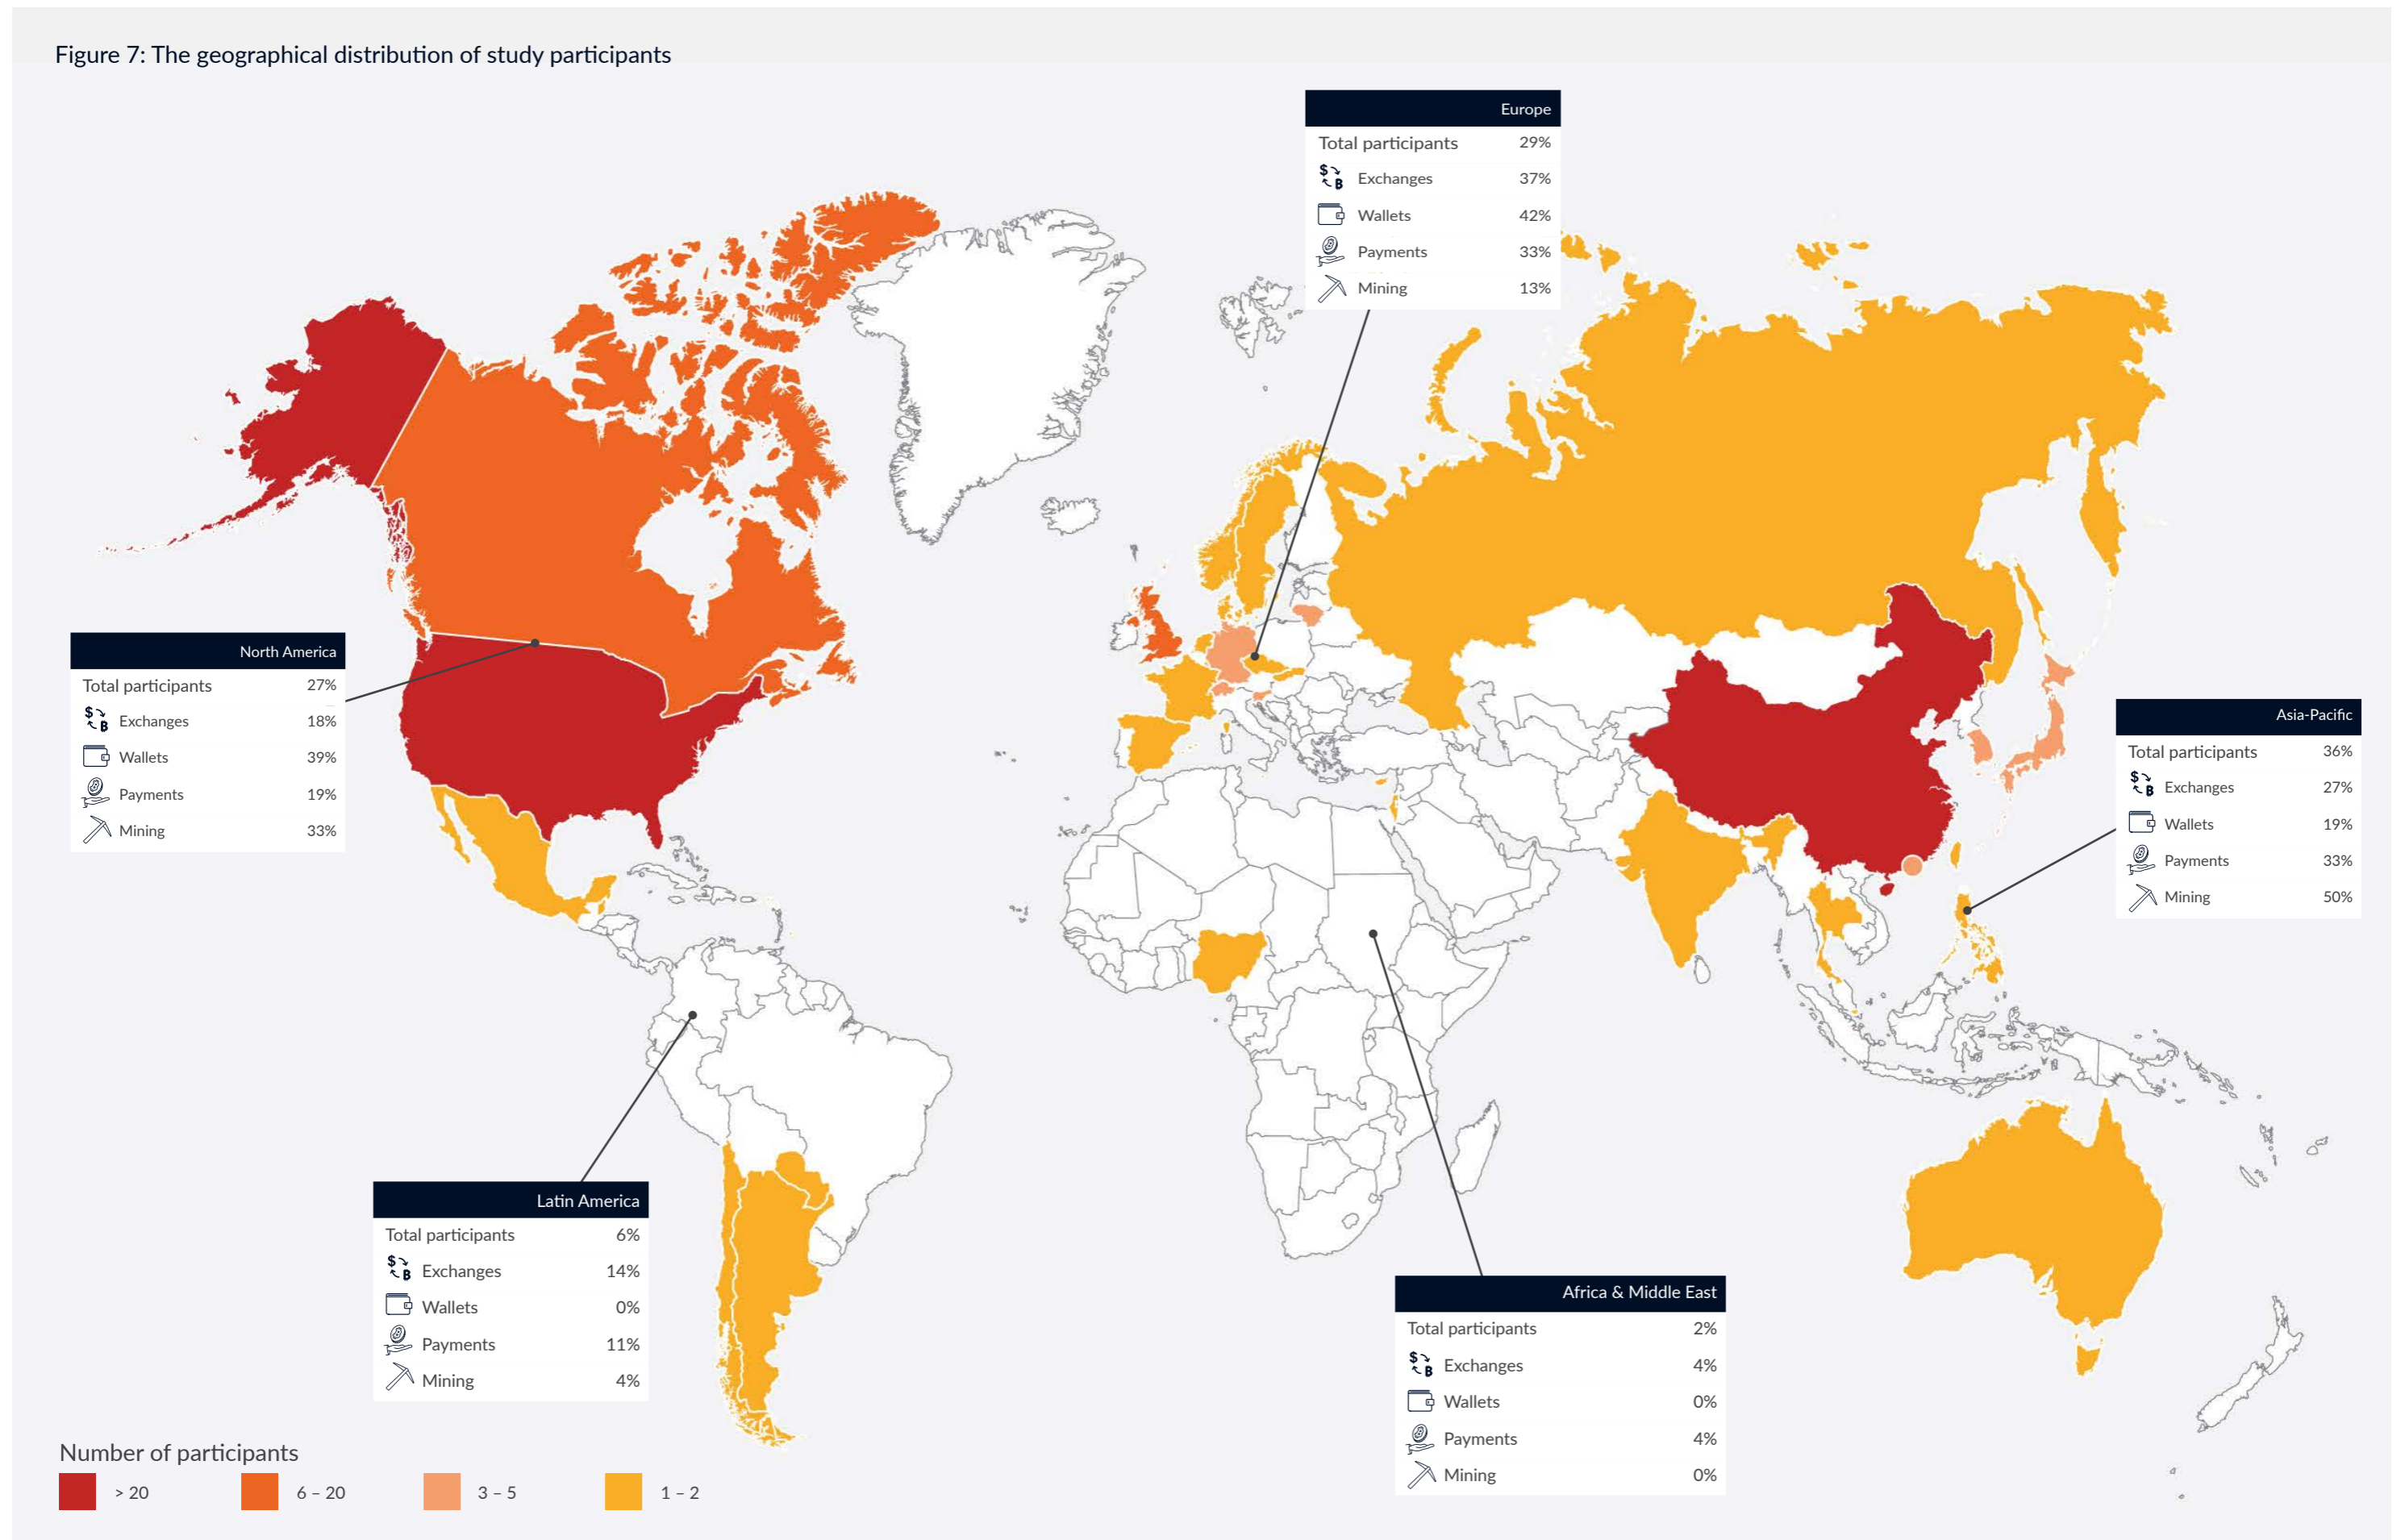 Figure 7: The geographical distribution of study participants
Europe
Total participants 29%
Exchanges 37%
Wallets 42%
Payments 33%
Mining 13%
North America
Total participants 27%
Exchanges 18%
Wallets 39%
Payments 19%
Mining 33%
Asia-Pacific
Total participants 36%
Exchanges 27%
Wallets 19%
Payments 33%
Mining 50%
Latin America
Total participants 6%
Exchanges 14%
Wallets 0%
Payments 11%
Mining 4%
Africa & Middle East
Total participants 2%
Exchanges 4%
Wallets 0%
Payments 4%
Mining 0%
Number of participants
> 20
6 – 20
3 – 5
1 – 2